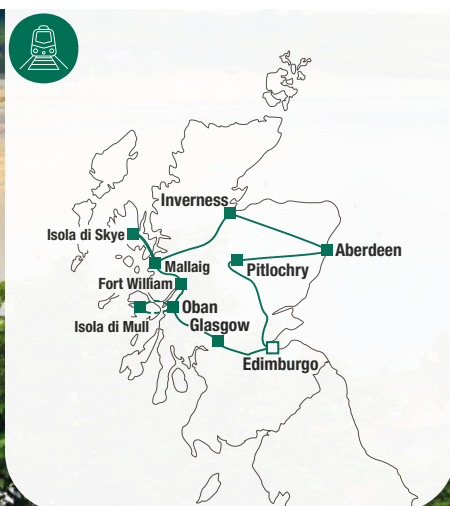 Inverness
Isola di Skye
Aberdeen
Mallaig
Pitlochry
Fort William
Oban
Isola di Mull
Glasgow
Edimburgo